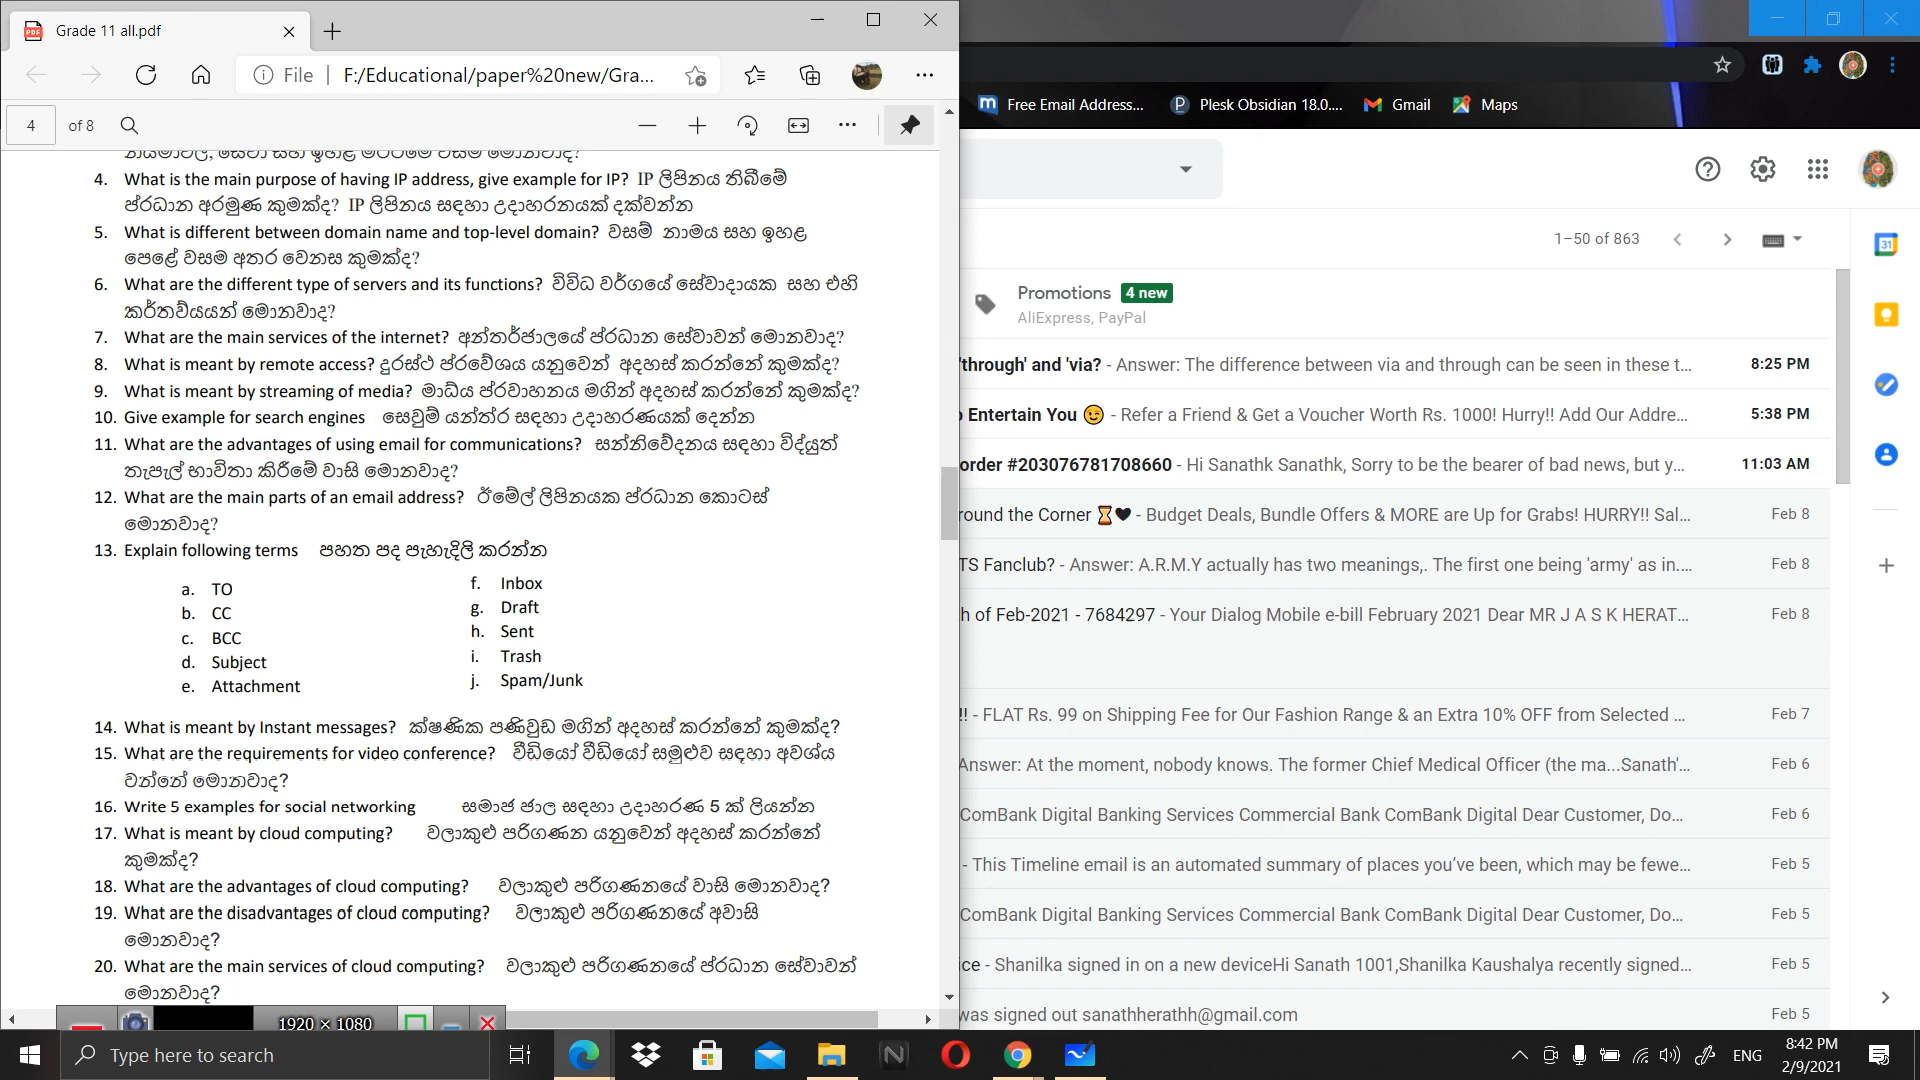 Grade 11 all.pdf
File
F:/Educational/paper%20new/Gra...
Free Email Address...
Plesk Obsidian 18.0....
Gmail
Maps
4 of 8
4. What is the main purpose of having IP address, give example for IP? IP ලිපිනය තිබීමේ
ප්රධාන අරමුණ කුමක්ද? IP ලිපිනය සඳහා උදාහරනයක් දක්වන්න
5. What is different between domain name and top-level domain? වසම් නාමය සහ ඉහළ
පෙළේ වසම අතර වෙනස කුමක්ද?
6. What are the different type of servers and its functions? විවිධ වර්ගයේ සේවාදායක සහ එහි
කර්තව්යයන් මොනවාද?
7. What are the main services of the internet? අන්තර්ජාලයේ ප්රධාන සේවාවන් මොනවාද?
8. What is meant by remote access? දුරස්ථ ප්රවේශය යනුවෙන් අදහස් කරන්නේ කුමක්ද?
9. What is meant by streaming of media? මාධ්ය ප්රවාහනය මගින් අදහස් කරන්නේ කුමක්ද?
10. Give example for search engines සෙවුම් යන්ත්ර සඳහා උදාහරණයක් දෙන්න
11. What are the advantages of using email for communications? සන්නිවේදනය සඳහා විද්යුත්
තැපැල් භාවිතා කිරීමේ වාසි මොනවාද?
12. What are the main parts of an email address? ඊමේල් ලිපිනයක ප්රධාන කොටස්
මොනවාද?
13. Explain following terms පහත පද පැහැදිලි කරන්න
a. TO
b. CC
c. BCC
d. Subject
e. Attachment
f. Inbox
g. Draft
h. Sent
i. Trash
j. Spam/Junk
14. What is meant by Instant messages? ක්ෂණික පණිවුඩ මගින් අදහස් කරන්නේ කුමක්ද?
15. What are the requirements for video conference? වීඩියෝ වීඩියෝ සමුළුව සඳහා අවශ්ය
වන්නේ මොනවාද?
16. Write 5 examples for social networking සමාජ ජාල සඳහා උදාහරණ 5 ක් ලියන්න
17. What is meant by cloud computing? වලාකුළු පරිගණන යනුවෙන් අදහස් කරන්නේ
කුමක්ද?
18. What are the advantages of cloud computing? වලාකුළු පරිගණනයේ වාසි මොනවාද?
19. What are the disadvantages of cloud computing? වලාකුළු පරිගණනයේ අවාසි
මොනවාද?
20. What are the main services of cloud computing? වලාකුළු පරිගණනයේ ප්රධාන සේවාවන්
මොනවාද?
1920 × 1080
1–50 of 863
31
Promotions 4 new
AliExpress, PayPal
'through' and 'via? - Answer: The difference between via and through can be seen in these t... 8:25 PM
Entertain You 😉 - Refer a Friend & Get a Voucher Worth Rs. 1000! Hurry!! Add Our Addre... 5:38 PM
order #203076781708660 - Hi Sanathk Sanathk, Sorry to be the bearer of bad news, but y... 11:03 AM
round the Corner ⏳🖤 - Budget Deals, Bundle Offers & MORE are Up for Grabs! HURRY!! Sal... Feb 8
TS Fanclub? - Answer: A.R.M.Y actually has two meanings,. The first one being 'army' as in.... Feb 8
h of Feb-2021 - 7684297 - Your Dialog Mobile e-bill February 2021 Dear MR J A S K HERAT... Feb 8
!! - FLAT Rs. 99 on Shipping Fee for Our Fashion Range & an Extra 10% OFF from Selected ... Feb 7
Answer: At the moment, nobody knows. The former Chief Medical Officer (the ma...Sanath'... Feb 6
ComBank Digital Banking Services Commercial Bank ComBank Digital Dear Customer, Do... Feb 6
- This Timeline email is an automated summary of places you've been, which may be fewe... Feb 5
ComBank Digital Banking Services Commercial Bank ComBank Digital Dear Customer, Do... Feb 5
ice - Shanilka signed in on a new deviceHi Sanath 1001,Shanilka Kaushalya recently signed... Feb 5
was signed out sanathherathh@gmail.com Feb 5
Type here to search
ENG
8:42 PM
2/9/2021